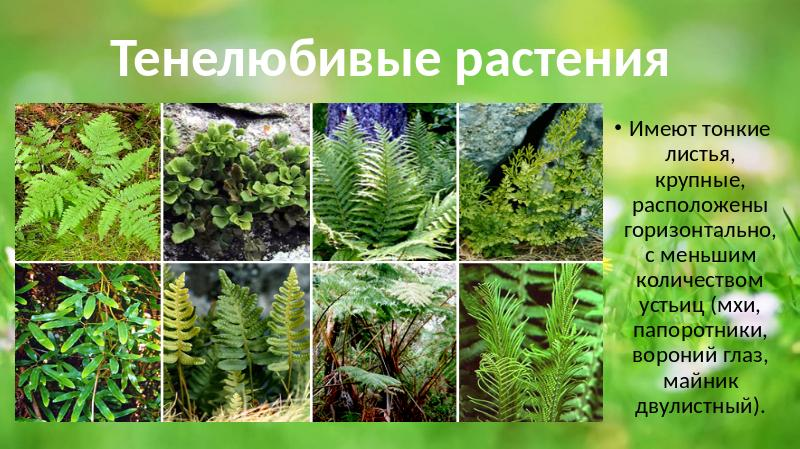 Тенелюбивые растения
• Имеют тонкие
листья,
крупные,
расположены
горизонтально,
с меньшим
количеством
устьиц (мхи,
папоротники,
вороний глаз,
майник
двулистный).